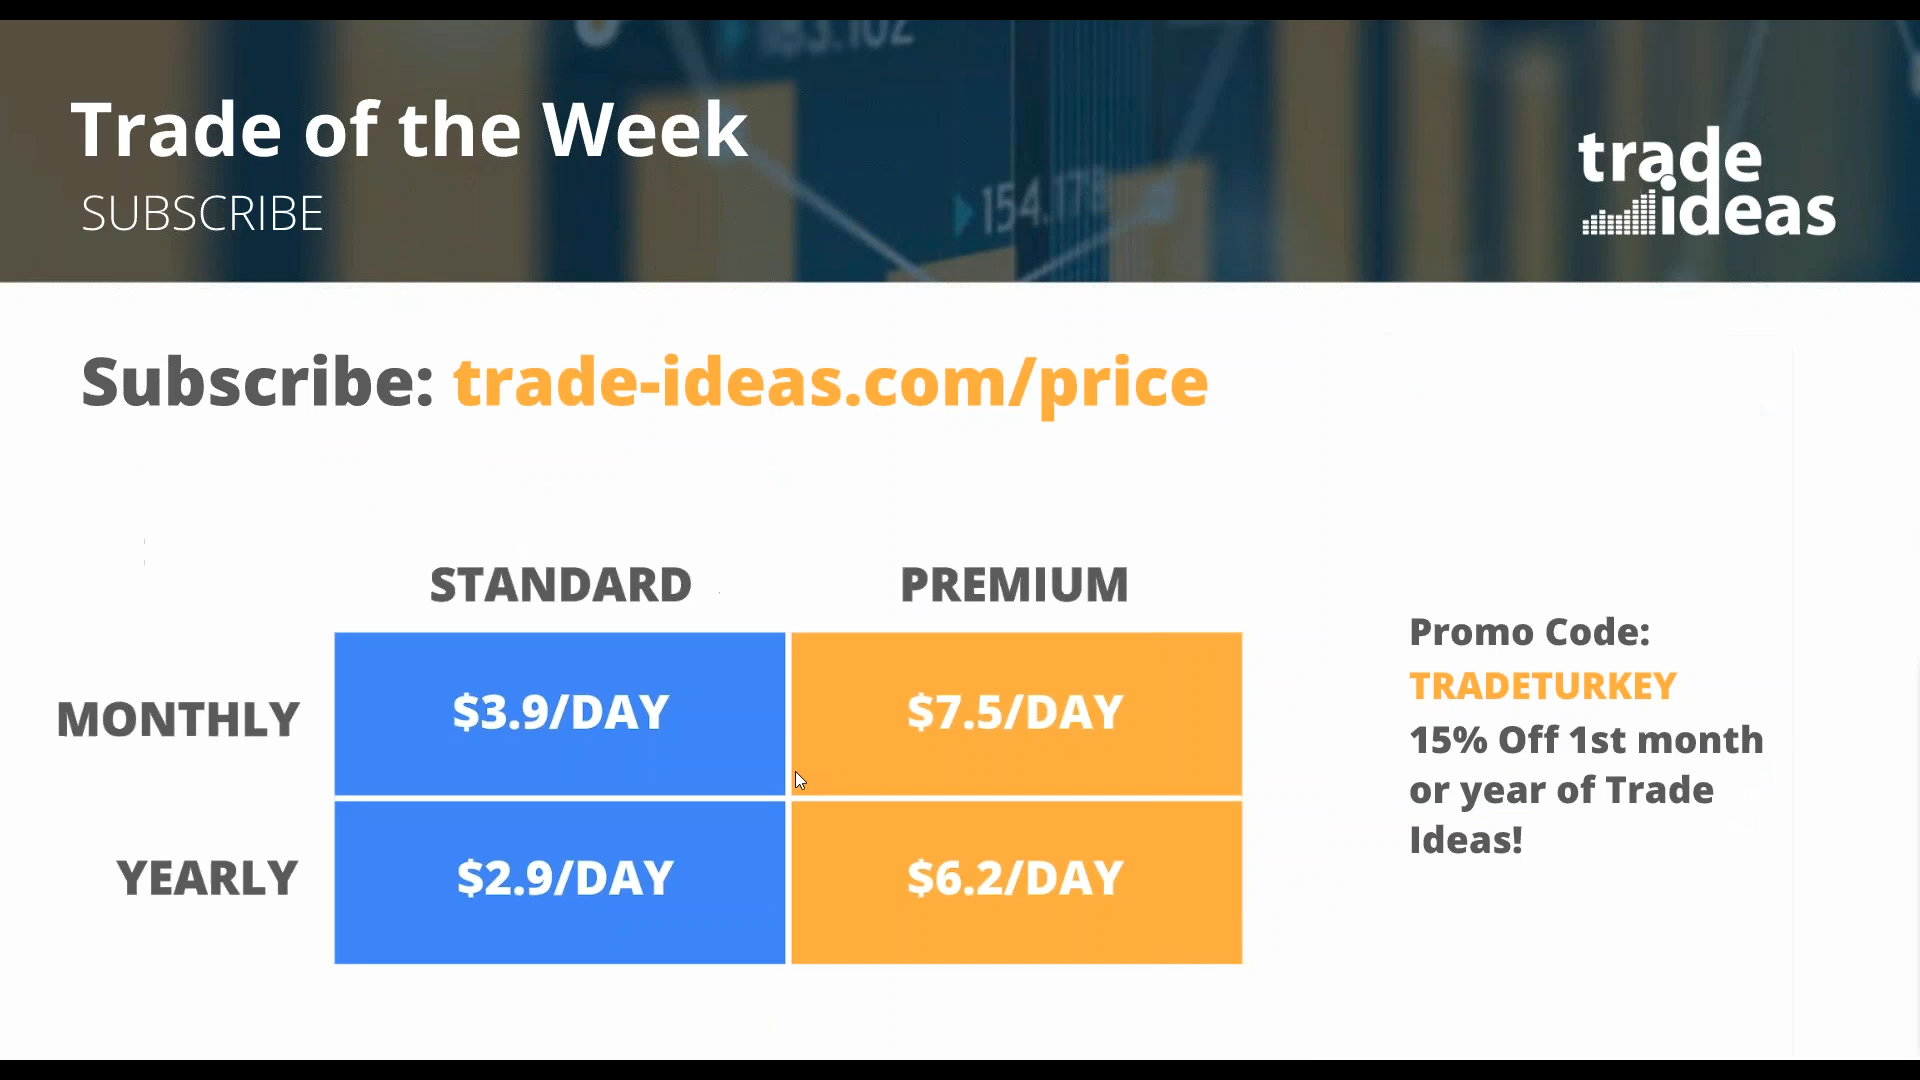 Trade of the Week
SUBSCRIBE
154.178
trade
ideas
Subscribe: trade-ideas.com/price
STANDARD
PREMIUM
MONTHLY
$3.9/DAY
$7.5/DAY
YEARLY
$2.9/DAY
$6.2/DAY
Promo Code:
TRADETURKEY
15% Off 1st month
or year of Trade
Ideas!